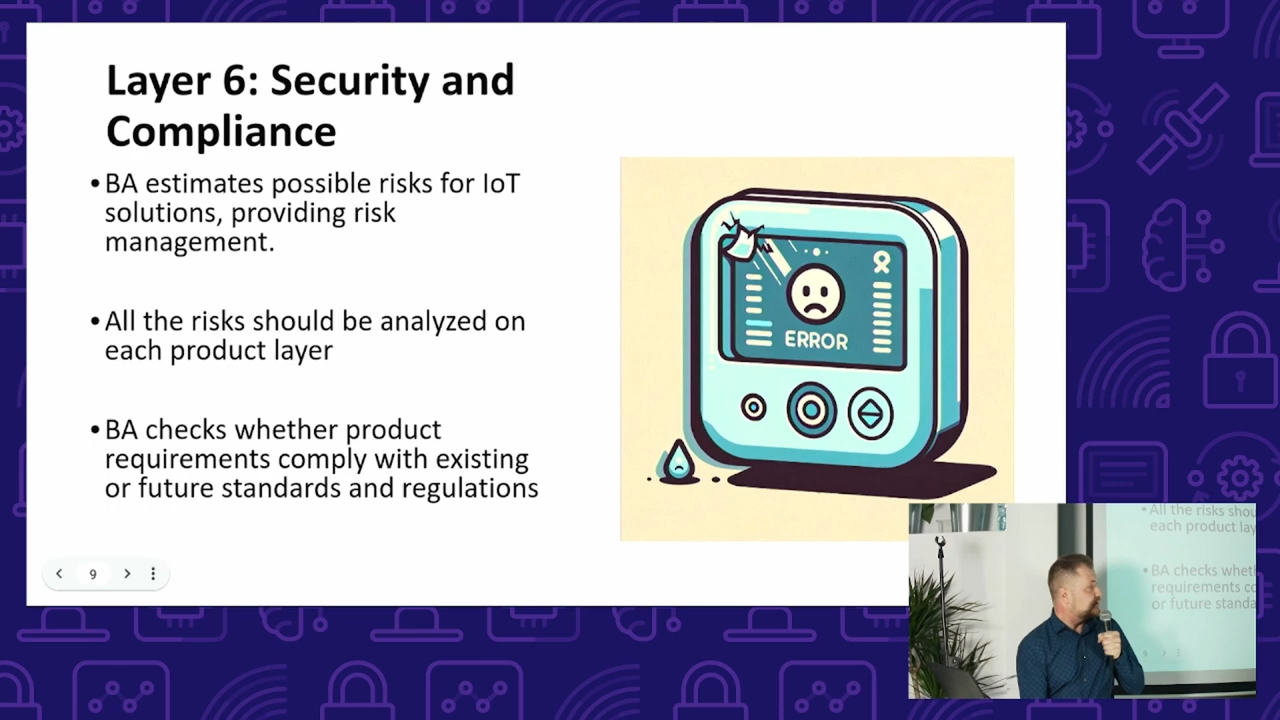 Layer 6: Security and
Compliance
•BA estimates possible risks for IoT
solutions, providing risk
management.
•All the risks should be analyzed on
each product layer
•BA checks whether product
requirements comply with existing
or future standards and regulations
ERROR
9
•All the risks shou
each product lay
•BA checks wheth
requirements co
or future standa